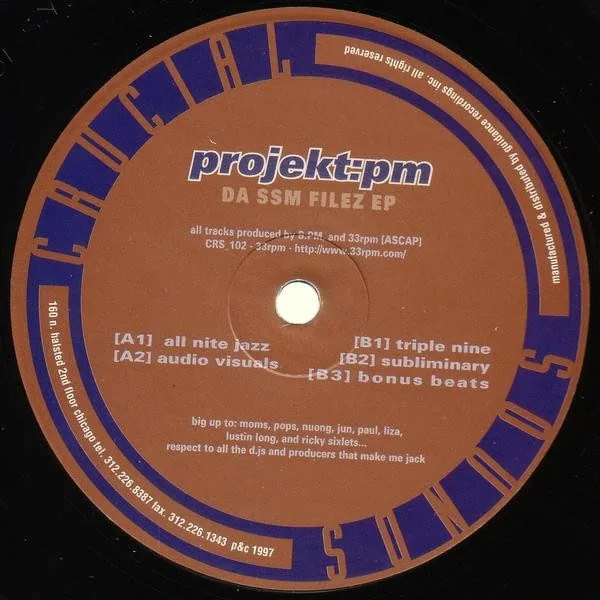 CRUCIAL
SOUNDS
manufactured & distributed by guidance recordings inc. all rights reserved
projekt:pm
DA SSM FILEZ EP
all tracks produced by B.PM, and 33rpm [ASCAP]
CRS_102 - 33rpm - http://www.33rpm.com/
[A1] all nite jazz
[A2] audio visuals
[B1] triple nine
[B2] subliminary
[B3] bonus beats
big up to: moms, pops, nuong, jun, paul, liza,
lustin long, and ricky sixlets...
respect to all the d.js and producers that make me jack
160 n. halsted 2nd floor chicago tel. 312.226.8387 fax. 312.226.1343 p&c 1997